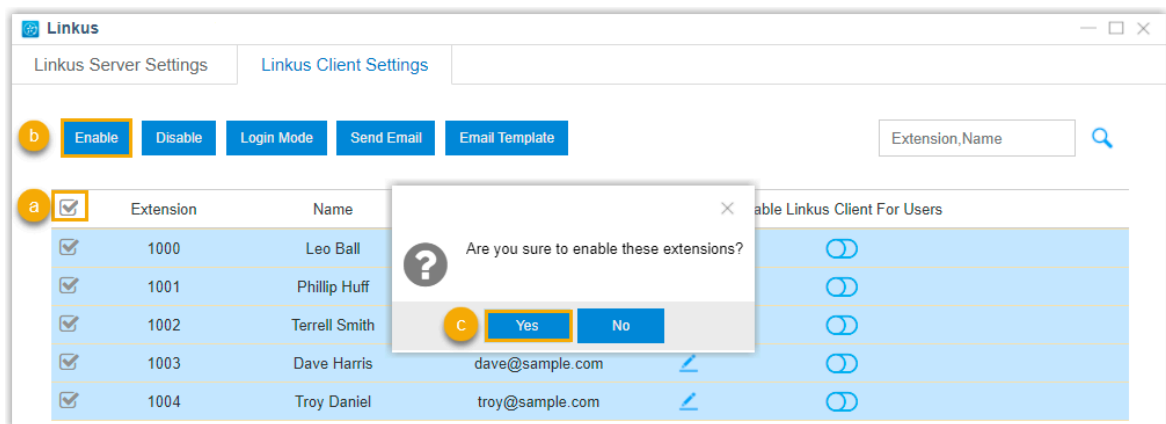 Linkus
Linkus Server Settings Linkus Client Settings
b Enable Disable Login Mode Send Email Email Template Extension,Name
a Extension Name able Linkus Client For Users
Are you sure to enable these extensions?
c Yes No
1000 Leo Ball
1001 Phillip Huff
1002 Terrell Smith
1003 Dave Harris dave@sample.com
1004 Troy Daniel troy@sample.com